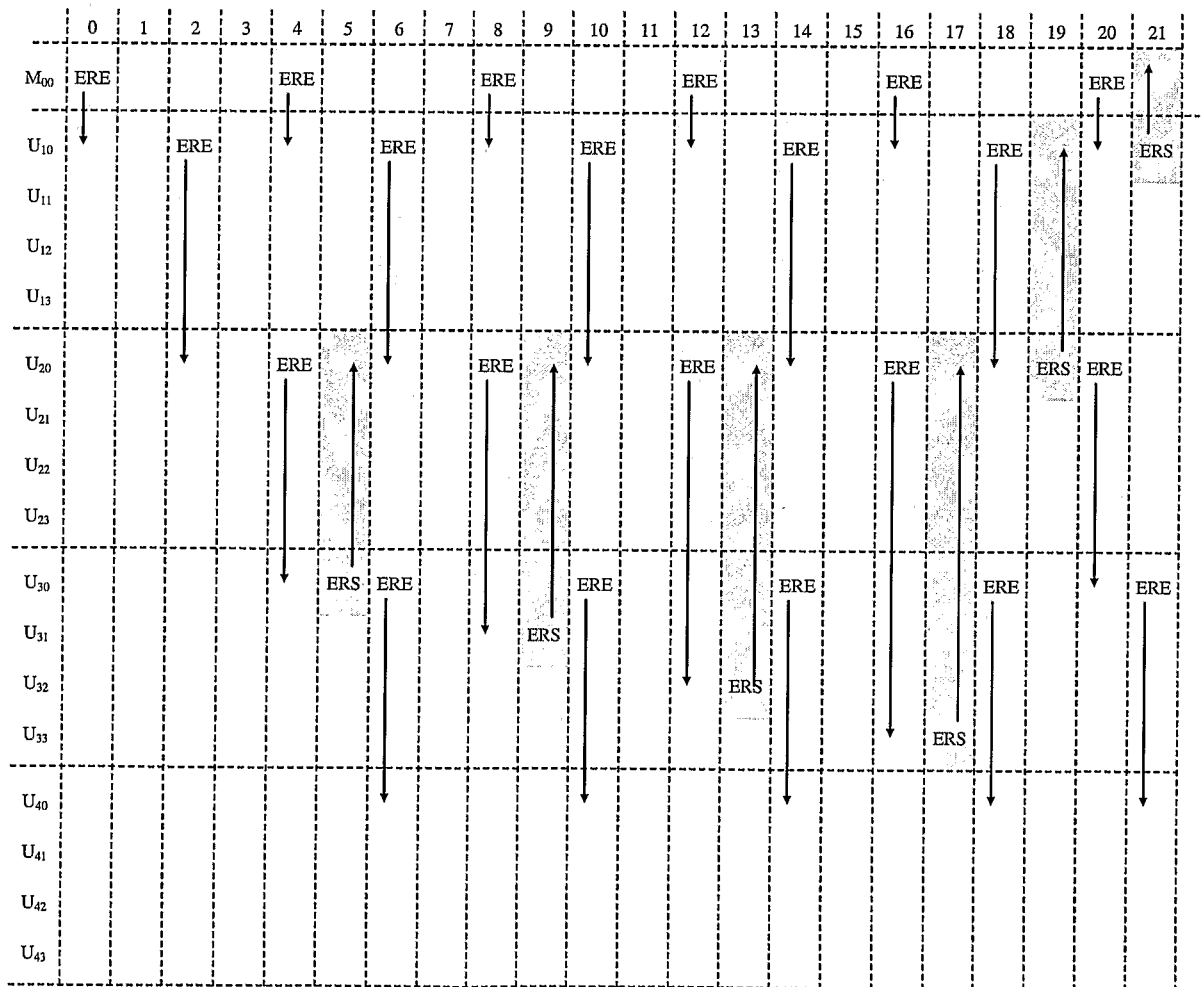 0 1 2 3 4 5 6 7 8 9 10 11 12 13 14 15 16 17 18 19 20 21
M00 ERE ERE ERE ERE ERE ERE
U10 ERE ERE ERE ERE ERE ERS
U11
U12
U13
U20 ERE ERE ERE ERE ERS ERE
U21
U22
U23
U30 ERS ERE ERE ERE ERE ERE
U31 ERS
U32 ERS
U33 ERS
U40
U41
U42
U43